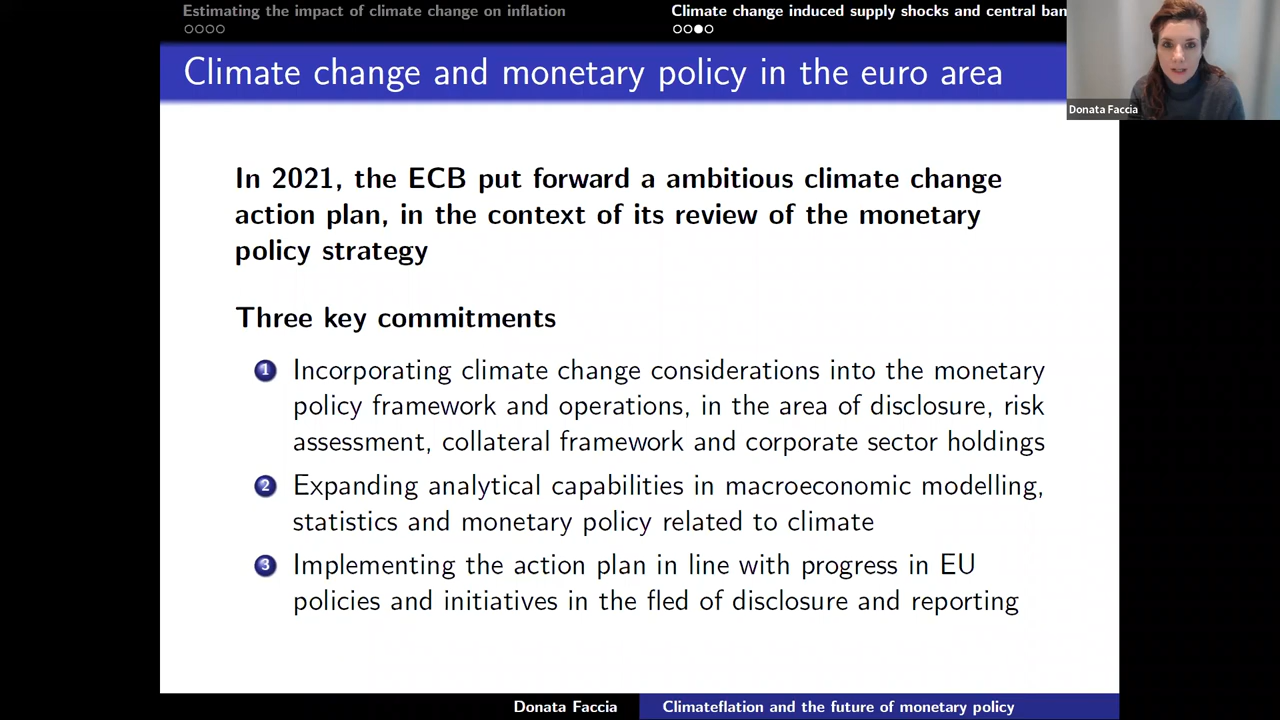 Estimating the impact of climate change on inflation
Climate change induced supply shocks and central
Climate change and monetary policy in the euro area
Donata Faccia
In 2021, the ECB put forward a ambitious climate change
action plan, in the context of its review of the monetary
policy strategy
Three key commitments
1 Incorporating climate change considerations into the monetary
policy framework and operations, in the area of disclosure, risk
assessment, collateral framework and corporate sector holdings
2 Expanding analytical capabilities in macroeconomic modelling,
statistics and monetary policy related to climate
3 Implementing the action plan in line with progress in EU
policies and initiatives in the fled of disclosure and reporting
Donata Faccia
Climateflation and the future of monetary policy